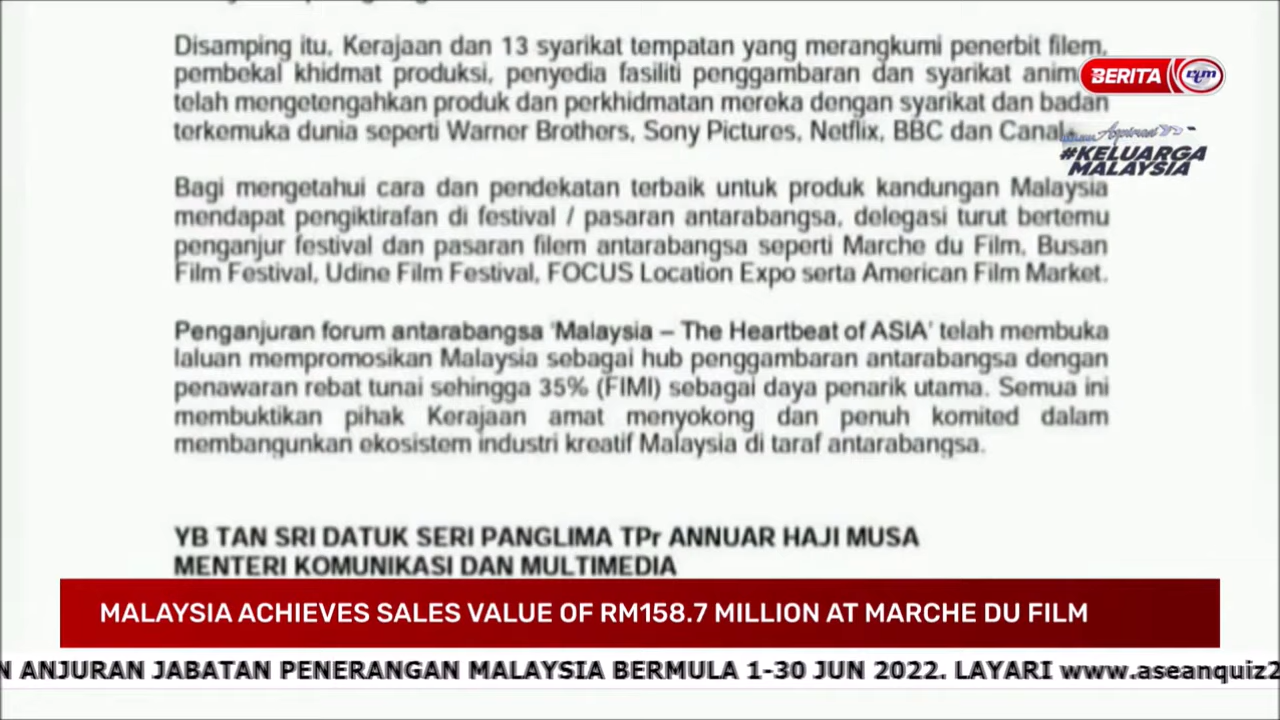 Disamping itu, Kerajaan dan 13 syarikat tempatan yang merangkumi penerbit filem,
pembekal khidmat produksi, penyedia fasiliti penggambaran dan syarikat
telah mengetengahkan produk dan perkhidmatan mereka dengan syarikat dan badan
terkemuka dunia seperti Warner Brothers, Sony Pictures, Netflix, BBC dan Canal+
BERITA rtm
Aspirasi
#KELUARGA
MALAYSIA
Bagi mengetahui cara dan pendekatan terbaik untuk produk kandungan Malaysia
mendapat pengiktirafan di festival / pasaran antarabangsa, delegasi turut bertemu
penganjur festival dan pasaran filem antarabangsa seperti Marche du Film, Busan
Film Festival, Udine Film Festival, FOCUS Location Expo serta American Film Market.
Penganjuran forum antarabangsa 'Malaysia – The Heartbeat of ASIA' telah membuka
laluan mempromosikan Malaysia sebagai hub penggambaran antarabangsa dengan
penawaran rebat tunai sehingga 35% (FIMI) sebagai daya penarik utama. Semua ini
membuktikan pihak Kerajaan amat menyokong dan penuh komited dalam
membangunkan ekosistem industri kreatif Malaysia di taraf antarabangsa.
YB TAN SRI DATUK SERI PANGLIMA TPr ANNUAR HAJI MUSA
MENTERI KOMUNIKASI DAN MULTIMEDIA
MALAYSIA ACHIEVES SALES VALUE OF RM158.7 MILLION AT MARCHE DU FILM
N ANJURAN JABATAN PENERANGAN MALAYSIA BERMULA 1-30 JUN 2022. LAYARI www.aseanquiz2